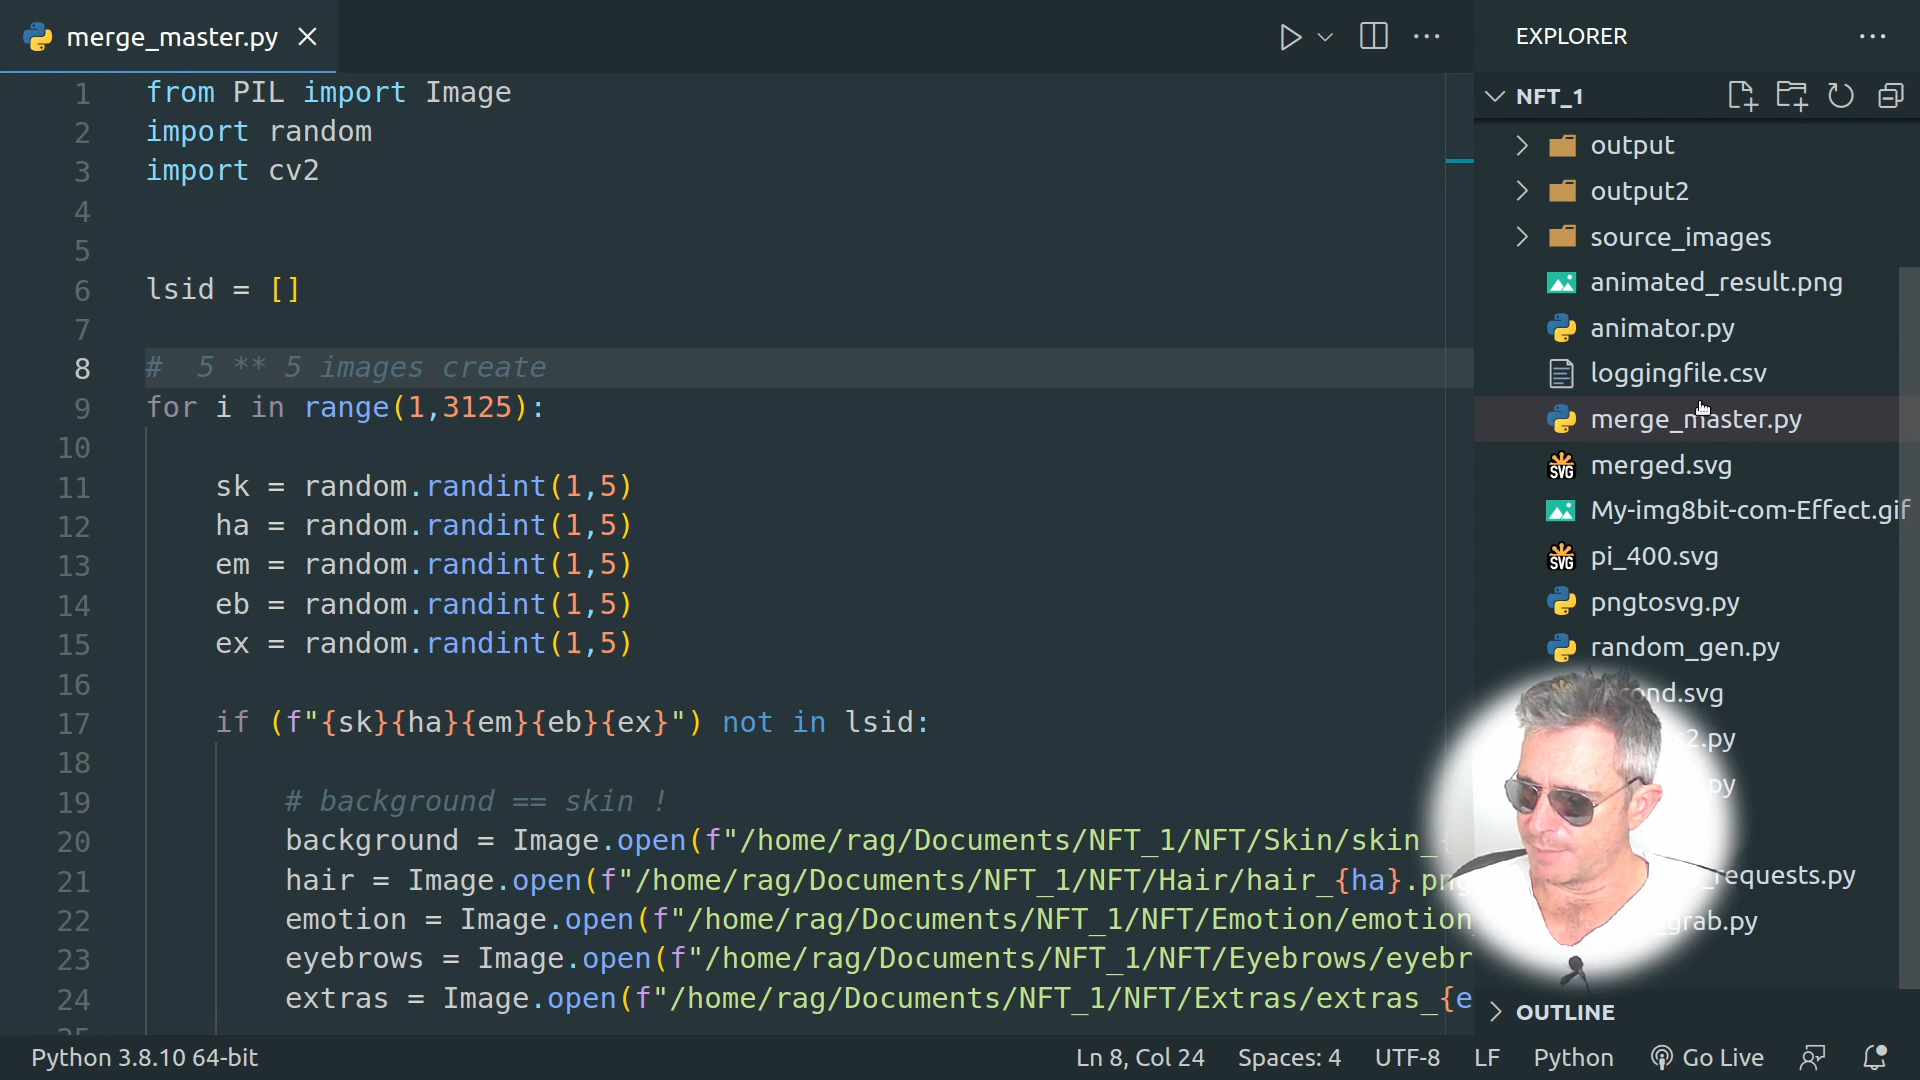 merge_master.py
EXPLORER
1 from PIL import Image
2 import random
3 import cv2
4
5
6 lsid = []
7
8 #  5 ** 5 images create
9 for i in range(1,3125):
10
11 sk = random.randint(1,5)
12 ha = random.randint(1,5)
13 em = random.randint(1,5)
14 eb = random.randint(1,5)
15 ex = random.randint(1,5)
16
17 if (f"{sk}{ha}{em}{eb}{ex}") not in lsid:
18
19 # background == skin !
20 background = Image.open(f"/home/rag/Documents/NFT_1/NFT/Skin/skin_{
21 hair = Image.open(f"/home/rag/Documents/NFT_1/NFT/Hair/hair_{ha}.png
22 emotion = Image.open(f"/home/rag/Documents/NFT_1/NFT/Emotion/emotion_
23 eyebrows = Image.open(f"/home/rag/Documents/NFT_1/NFT/Eyebrows/eyebr
24 extras = Image.open(f"/home/rag/Documents/NFT_1/NFT/Extras/extras_{e
NFT_1
output
output2
source_images
animated_result.png
animator.py
loggingfile.csv
merge_master.py
merged.svg
SVG
My-img8bit-com-Effect.gif
pi_400.svg
SVG
pngtosvg.py
random_gen.py
ond.svg
s2.py
py
_requests.py
_grab.py
OUTLINE
Python 3.8.10 64-bit
Ln 8, Col 24
Spaces: 4
UTF-8
LF
Python
Go Live